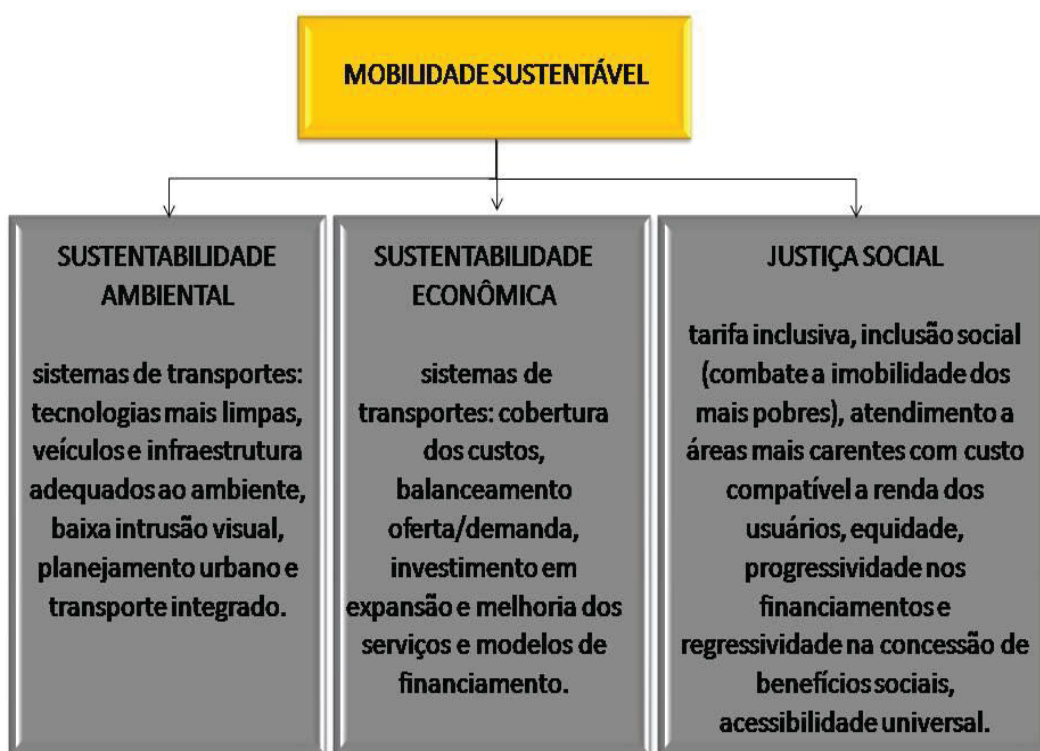 MOBILIDADE SUSTENTÁVEL
SUSTENTABILIDADE
AMBIENTAL
sistemas de transportes:
tecnologias mais limpas,
veículos e infraestrutura
adequados ao ambiente,
baixa intrusão visual,
planejamento urbano e
transporte integrado.
SUSTENTABILIDADE
ECONÔMICA
sistemas de
transportes: cobertura
dos custos,
balanceamento
oferta/demanda,
investimento em
expansão e melhoria dos
serviços e modelos de
financiamento.
JUSTIÇA SOCIAL
tarifa inclusiva, inclusão social
(combate a imobilidade dos
mais pobres), atendimento a
áreas mais carentes com custo
compatível a renda dos
usuários, equidade,
progressividade nos
financiamentos e
regressividade na concessão de
benefícios sociais,
acessibilidade universal.